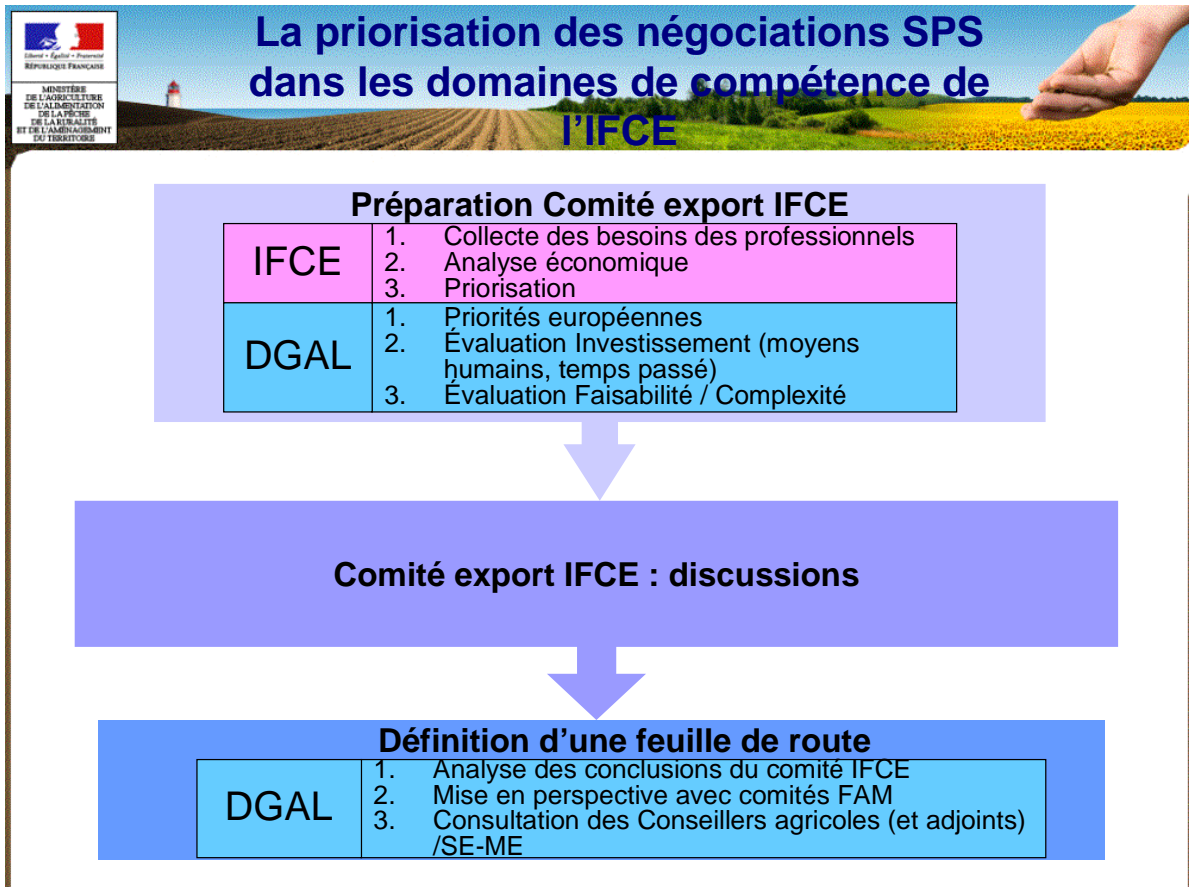 La priorisation des négociations SPS
dans les domaines de compétence de
l'IFCE
Liberté • Égalité • Fraternité
RÉPUBLIQUE FRANÇAISE
MINISTÈRE
DE L'AGRICULTURE
DE L'ALIMENTATION
DE LA PÊCHE
DE LA RURALITÉ
ET DE L'AMÉNAGEMENT
DU TERRITOIRE
Préparation Comité export IFCE
IFCE
1. Collecte des besoins des professionnels
2. Analyse économique
3. Priorisation
DGAL
1. Priorités européennes
2. Évaluation Investissement (moyens
humains, temps passé)
3. Évaluation Faisabilité / Complexité
Comité export IFCE : discussions
Définition d'une feuille de route
DGAL
1. Analyse des conclusions du comité IFCE
2. Mise en perspective avec comités FAM
3. Consultation des Conseillers agricoles (et adjoints)
/SE-ME